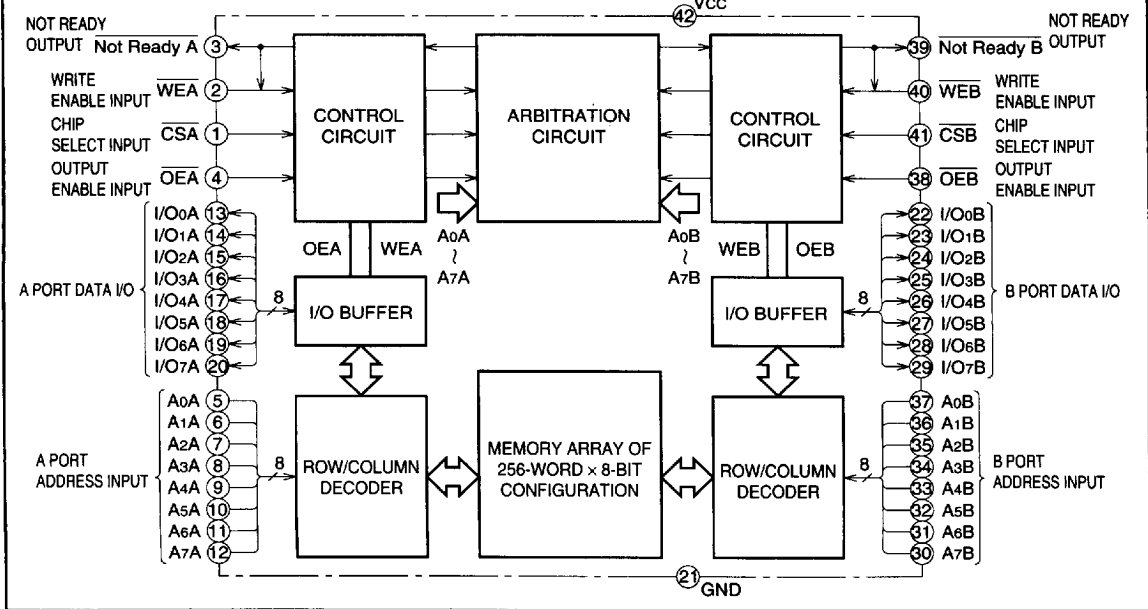 42 VCC
NOT READY
OUTPUT Not Ready A 3
WRITE
ENABLE INPUT WEA 2
CHIP
SELECT INPUT CSA 1
OUTPUT
ENABLE INPUT OEA 4
A PORT DATA I/O
I/O0A 13
I/O1A 14
I/O2A 15
I/O3A 16
I/O4A 17
I/O5A 18
I/O6A 19
I/O7A 20
8
A PORT
ADDRESS INPUT
A0A 5
A1A 6
A2A 7
A3A 8
A4A 9
A5A 10
A6A 11
A7A 12
8
CONTROL
CIRCUIT
ARBITRATION
CIRCUIT
CONTROL
CIRCUIT
OEA WEA
A0A
~
A7A
A0B
~
A7B
WEB OEB
I/O BUFFER
I/O BUFFER
ROW/COLUMN
DECODER
MEMORY ARRAY OF
256-WORD × 8-BIT
CONFIGURATION
ROW/COLUMN
DECODER
NOT READY
39 Not Ready B OUTPUT
40 WEB WRITE
ENABLE INPUT
41 CSB CHIP
SELECT INPUT
38 OEB OUTPUT
ENABLE INPUT
8
22 I/O0B
23 I/O1B
24 I/O2B
25 I/O3B
26 I/O4B
27 I/O5B
28 I/O6B
29 I/O7B
B PORT DATA I/O
8
37 A0B
36 A1B
35 A2B
34 A3B
33 A4B
32 A5B
31 A6B
30 A7B
B PORT
ADDRESS INPUT
21 GND